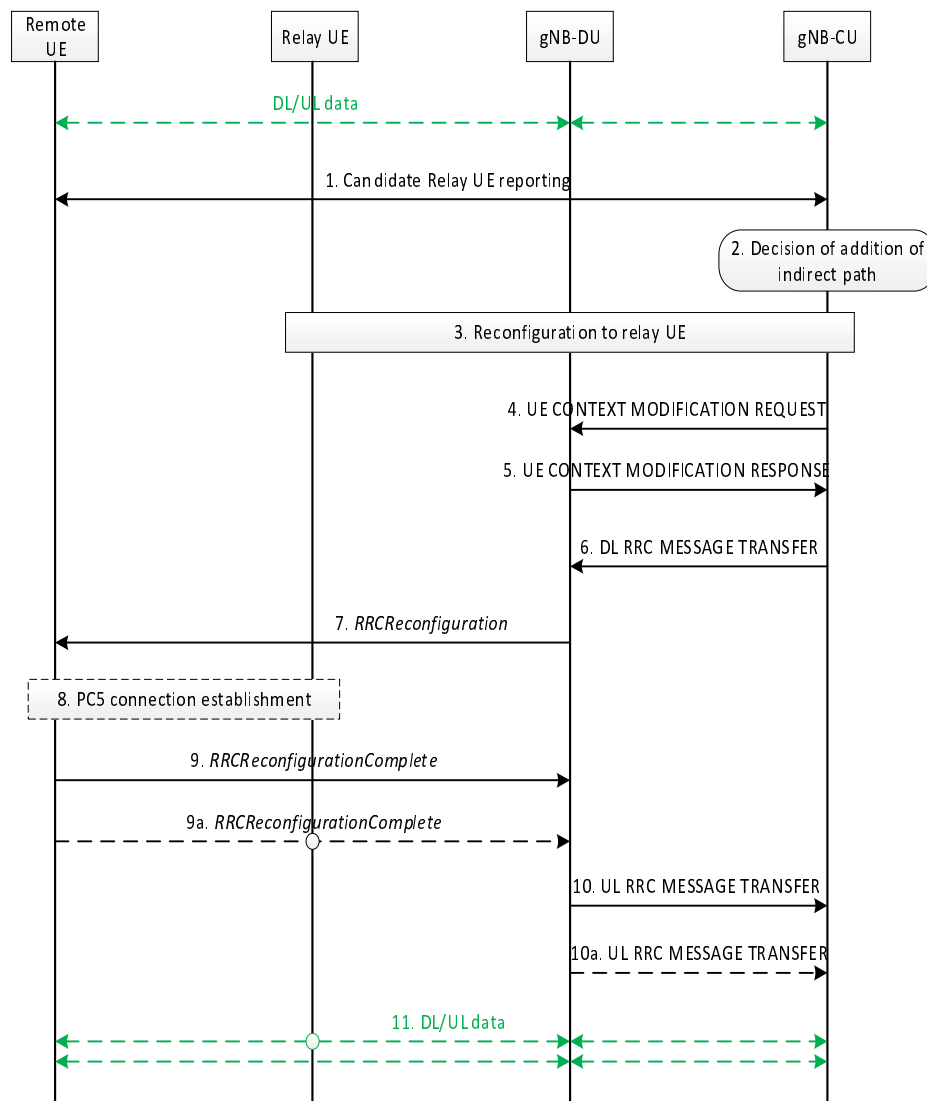 Remote
UE
Relay UE
gNB-DU
gNB-CU
DL/UL data
1. Candidate Relay UE reporting
2. Decision of addition of
indirect path
3. Reconfiguration to relay UE
4. UE CONTEXT MODIFICATION REQUEST
5. UE CONTEXT MODIFICATION RESPONSE
6. DL RRC MESSAGE TRANSFER
7. RRCReconfiguration
8. PC5 connection establishment
9. RRCReconfigurationComplete
9a. RRCReconfigurationComplete
10. UL RRC MESSAGE TRANSFER
10a. UL RRC MESSAGE TRANSFER
11. DL/UL data